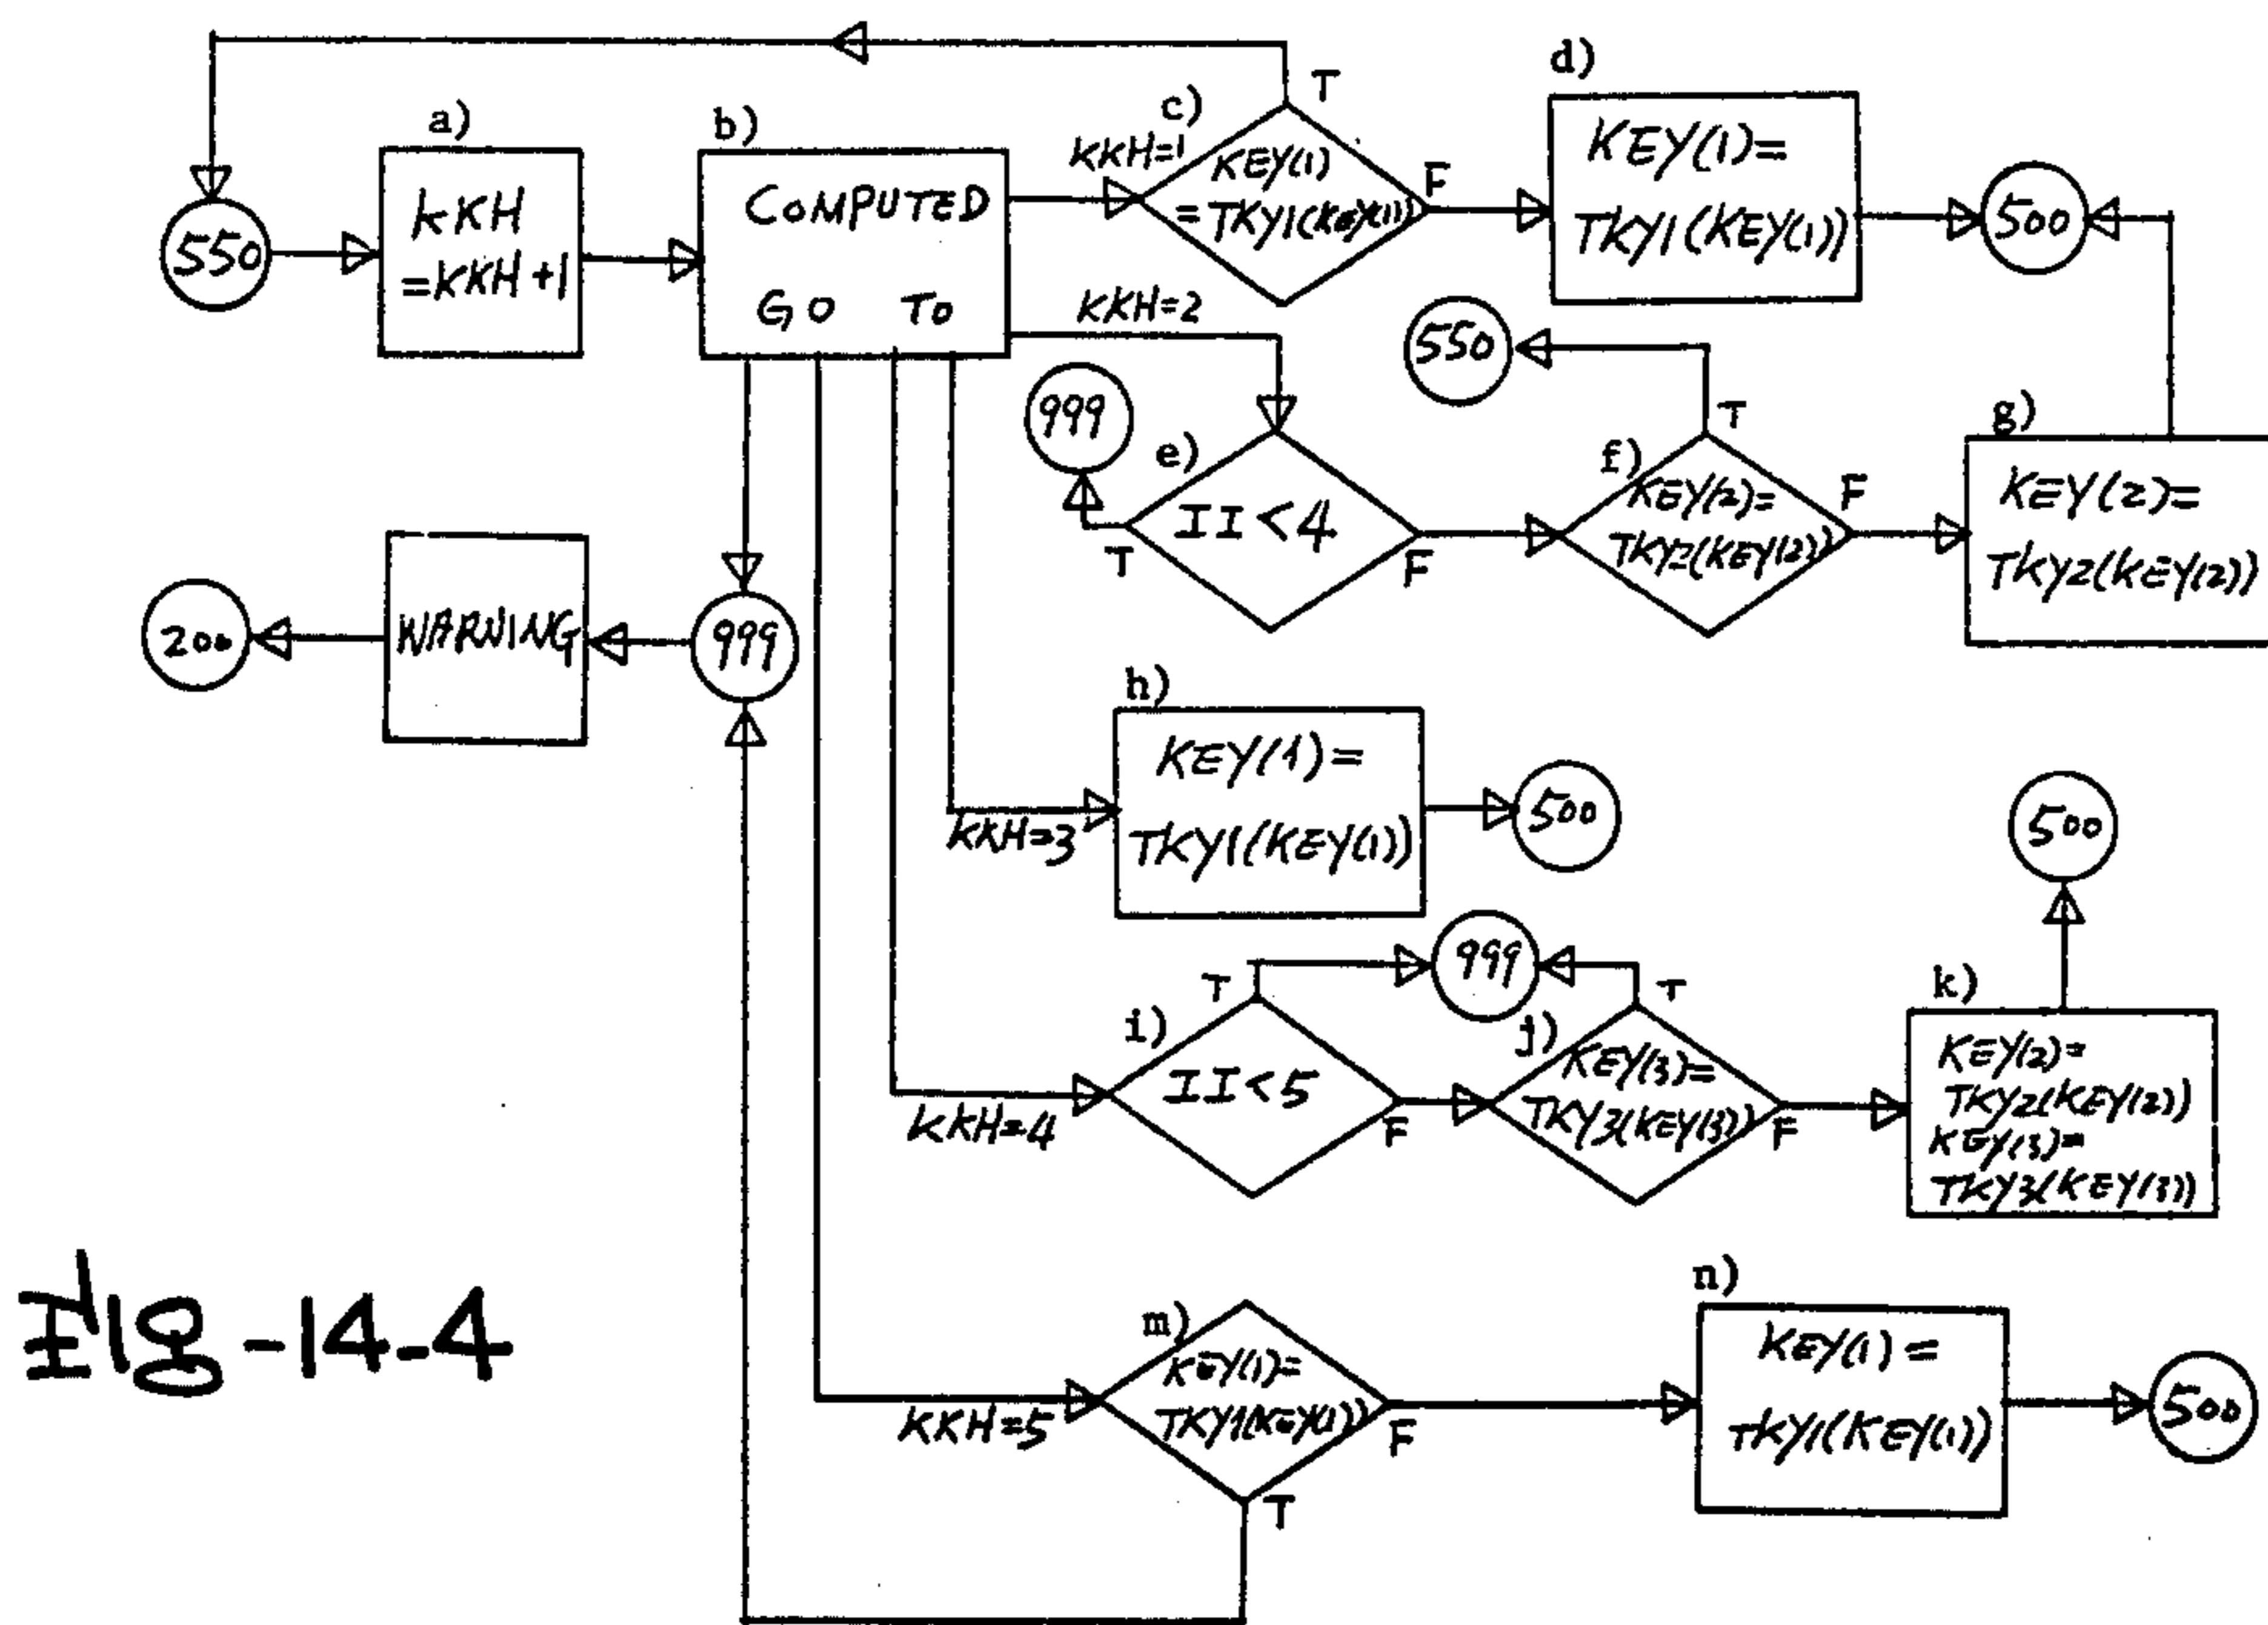 a)
kKH
=KKH+1
550
b)
COMPUTED
GO TO
KKH=1
c)
T
KEY(1)
=TKY1(KEY(1))
F
d)
KEY(1)=
TKY1(KEY(1))
500
KKH=2
999
e)
II<4
T
F
550
T
f)
KEY(2)=
TKY2(KEY(2))
F
g)
KEY(2)=
TKY2(KEY(2))
200
WARNING
999
h)
KEY(1)=
TKY1(KEY(1))
KKH=3
500
500
999
T
i)
II<5
F
KKH=4
T
j)
KEY(3)=
TKY3(KEY(3))
F
k)
KEY(2)=
TKY2(KEY(2))
KEY(3)=
TKY3(KEY(3))
m)
KEY(1)=
TKY1(KEY(1))
KKH=5
F
T
n)
KEY(1)=
TKY1(KEY(1))
500
Fig-14-4